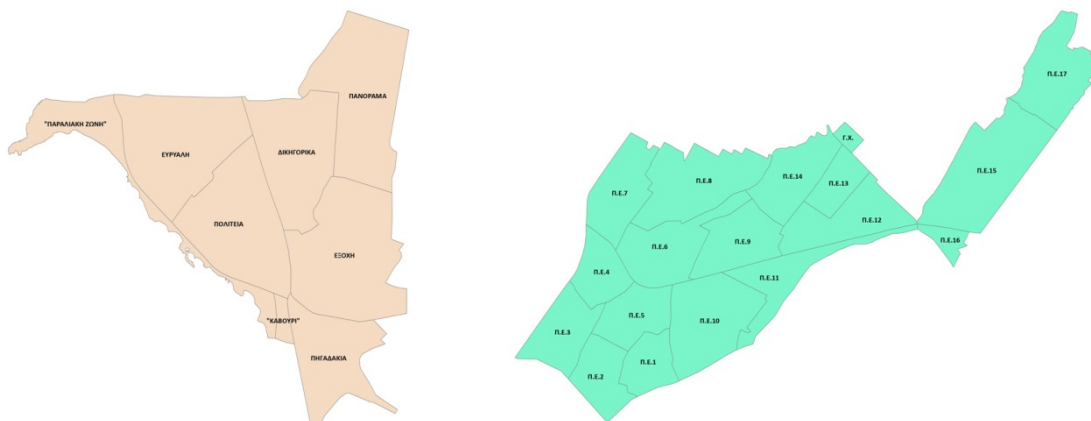 ΠΑΝΟΡΑΜΑ
"ΠΑΡΑΛΙΑΚΗ ΖΩΝΗ"
ΕΥΡΥΑΛΗ
ΔΙΚΗΓΟΡΙΚΑ
ΠΟΛΙΤΕΙΑ
ΕΞΟΧΗ
"ΚΑΒΟΥΡΙ"
ΠΗΓΑΔΑΚΙΑ
Π.Ε.17
Γ.Χ.
Π.Ε.15
Π.Ε.7
Π.Ε.8
Π.Ε.14
Π.Ε.13
Π.Ε.12
Π.Ε.16
Π.Ε.6
Π.Ε.9
Π.Ε.4
Π.Ε.11
Π.Ε.5
Π.Ε.10
Π.Ε.3
Π.Ε.1
Π.Ε.2